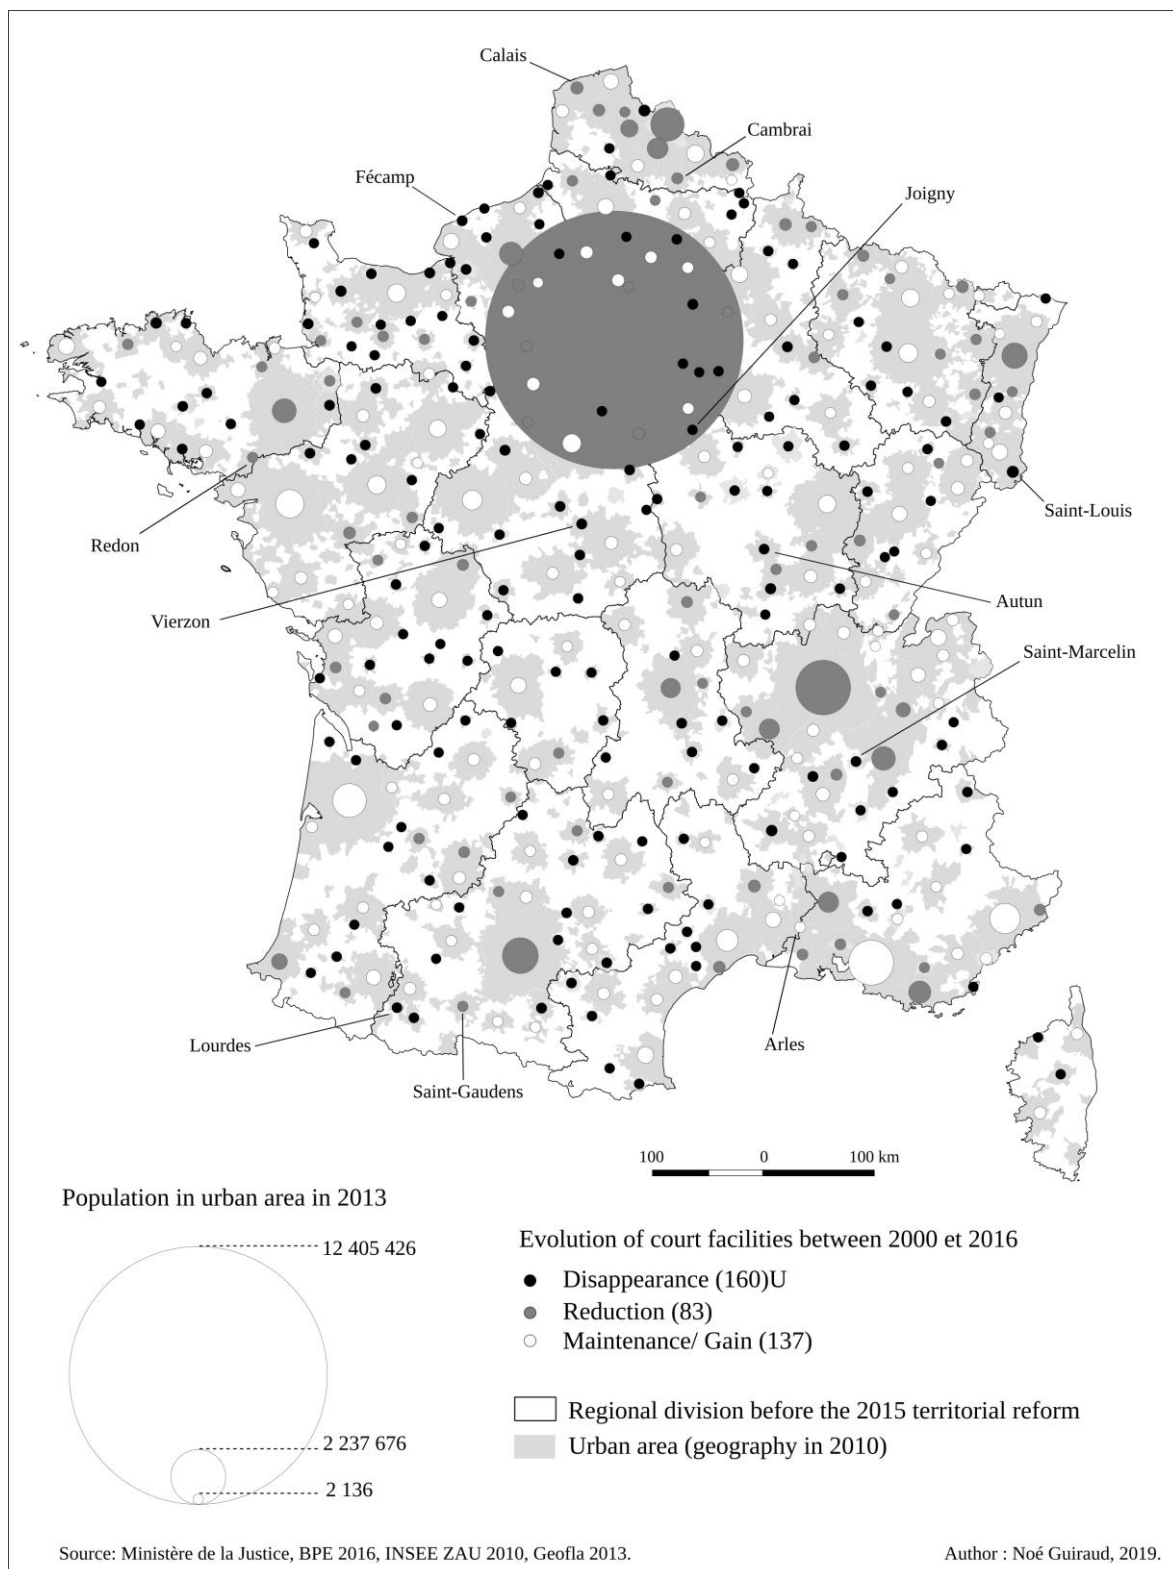 Calais
Cambrai
Fécamp
Joigny
Redon
Saint-Louis
Vierzon
Autun
Saint-Marcelin
Lourdes
Arles
Saint-Gaudens
100 0 100 km
Population in urban area in 2013
12 405 426
2 237 676
2 136
Evolution of court facilities between 2000 et 2016
Disappearance (160)U
Reduction (83)
Maintenance/ Gain (137)
Regional division before the 2015 territorial reform
Urban area (geography in 2010)
Source: Ministère de la Justice, BPE 2016, INSEE ZAU 2010, Geofla 2013.
Author : Noé Guiraud, 2019.